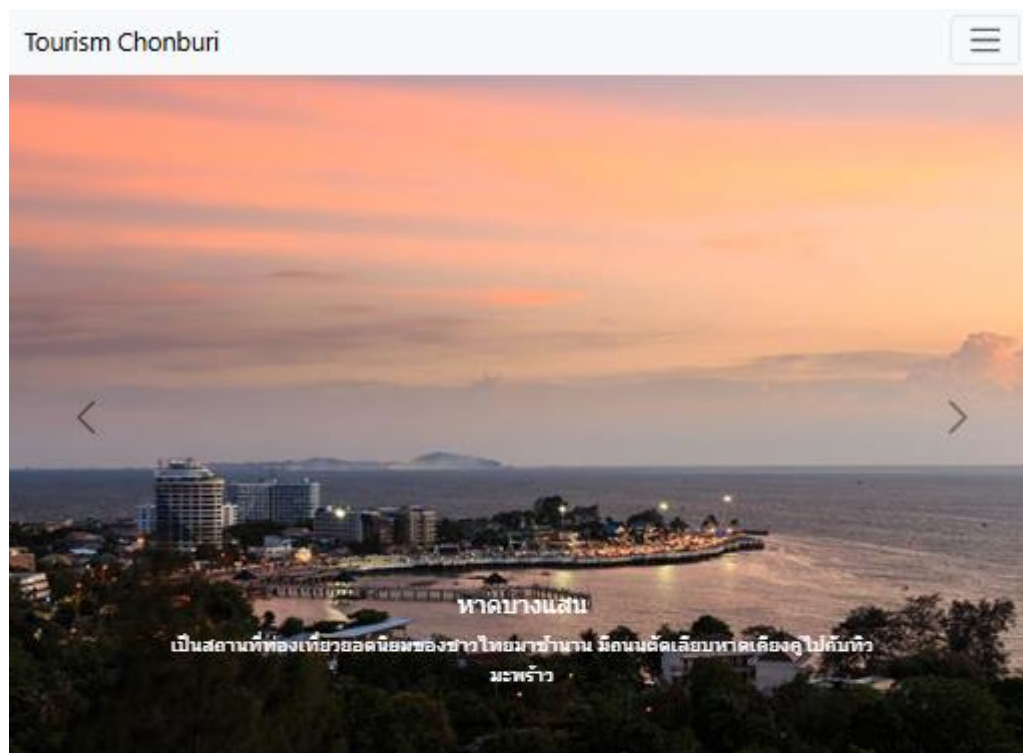 Tourism Chonburi
หาดบางแสน
เป็นสถานที่ท่องเที่ยวยอดนิยมของชาวไทยมาช้านาน มีถนนตัดเลียบหาดเคียงคู่ไปกับทิว
มะพร้าว